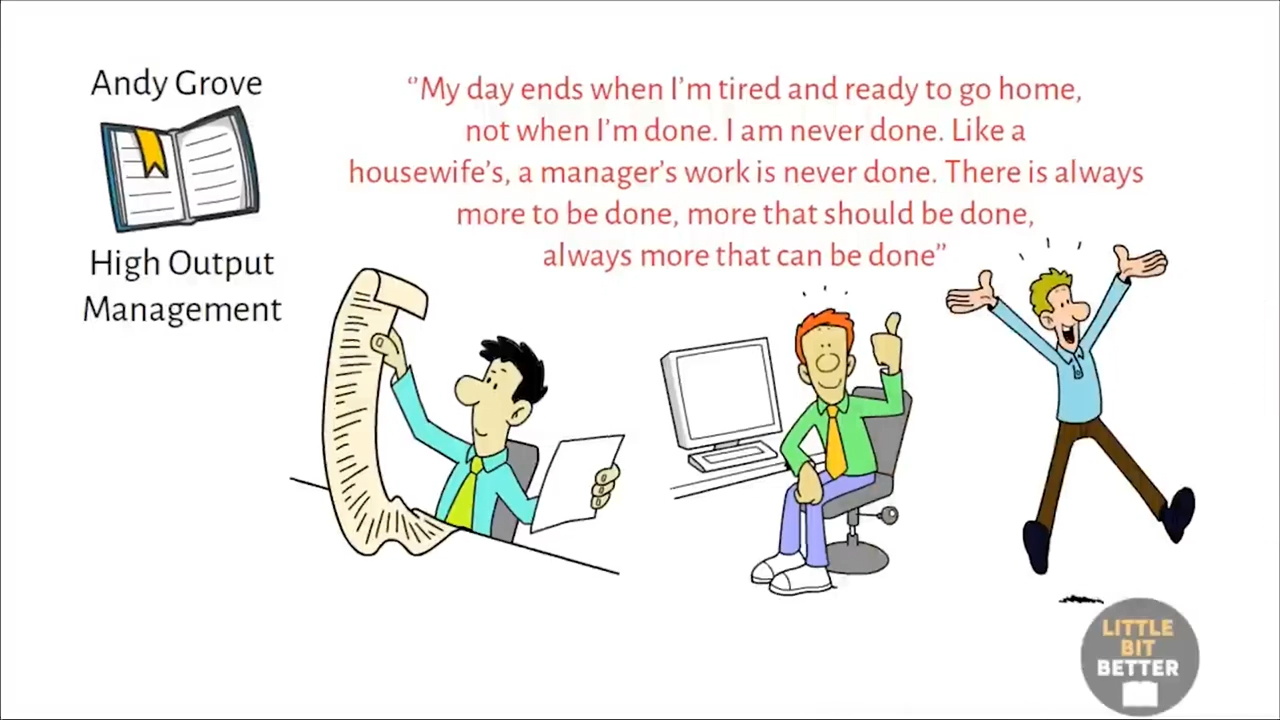 Andy Grove
High Output
Management
“My day ends when I’m tired and ready to go home,
not when I’m done. I am never done. Like a
housewife’s, a manager’s work is never done. There is always
more to be done, more that should be done,
always more that can be done”
LITTLE
BIT
BETTER